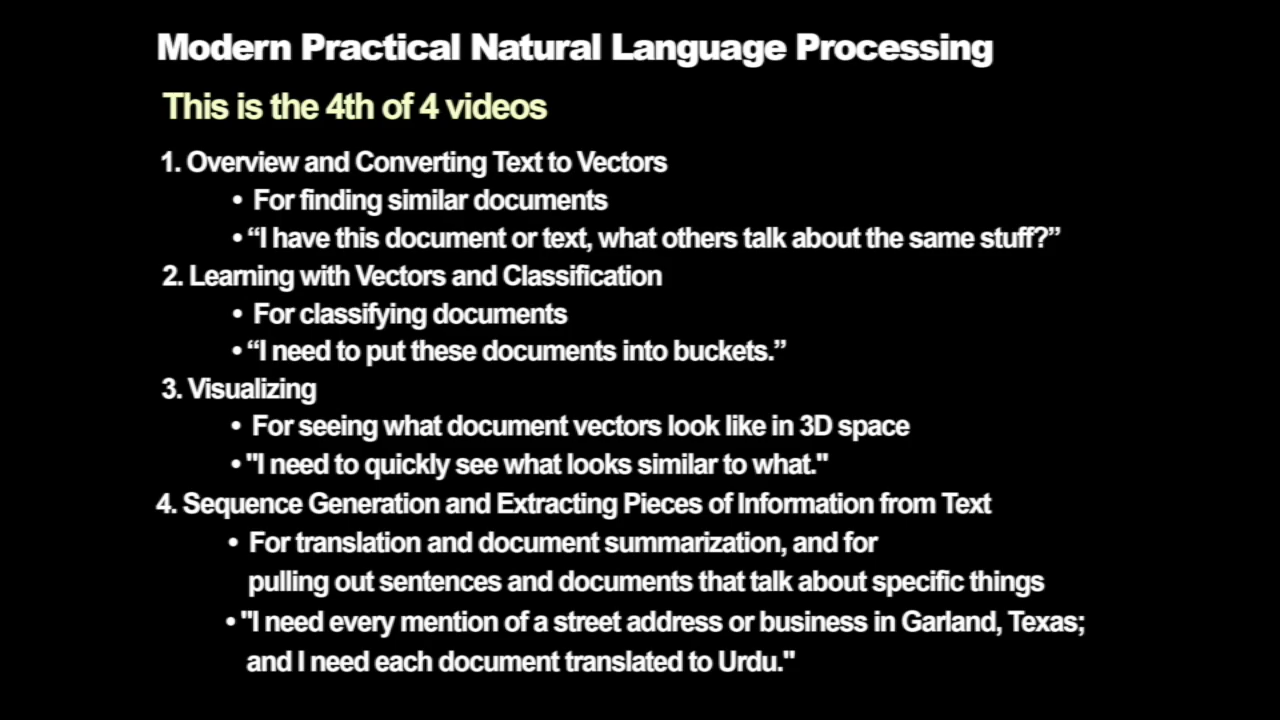 Modern Practical Natural Language Processing
This is the 4th of 4 videos
1. Overview and Converting Text to Vectors
• For finding similar documents
• “I have this document or text, what others talk about the same stuff?”
2. Learning with Vectors and Classification
• For classifying documents
• “I need to put these documents into buckets.”
3. Visualizing
• For seeing what document vectors look like in 3D space
• "I need to quickly see what looks similar to what."
4. Sequence Generation and Extracting Pieces of Information from Text
• For translation and document summarization, and for
pulling out sentences and documents that talk about specific things
• "I need every mention of a street address or business in Garland, Texas;
and I need each document translated to Urdu."